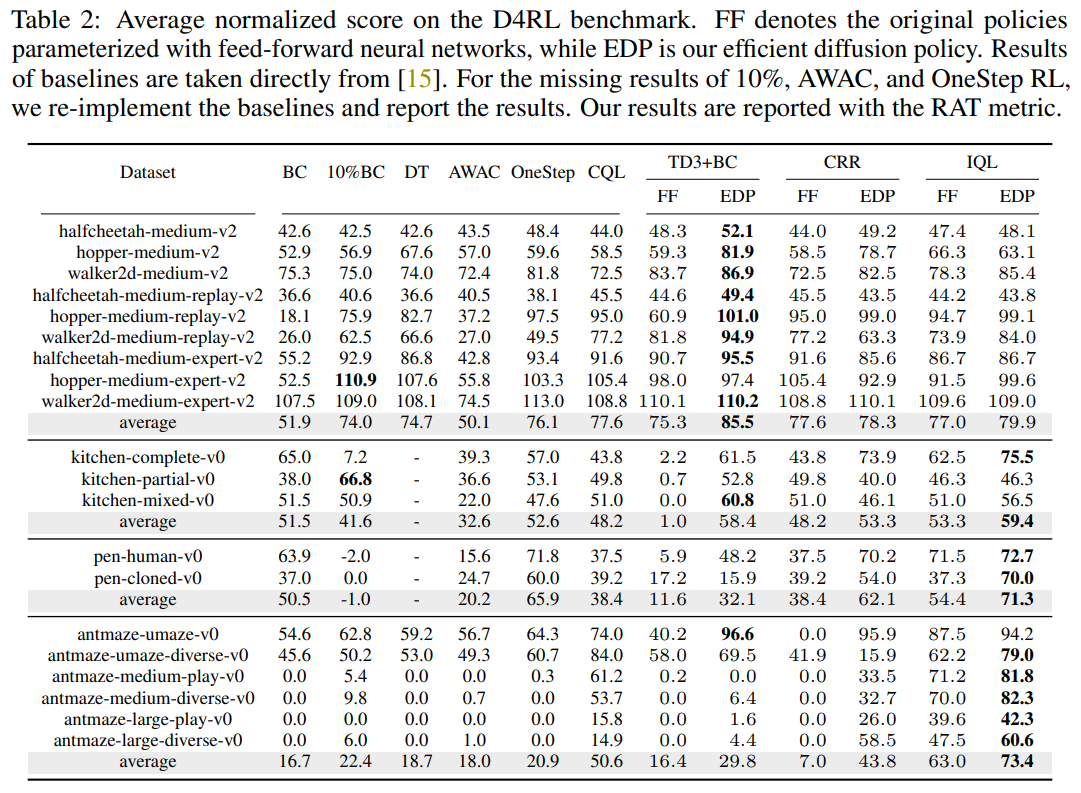 Table 2: Average normalized score on the D4RL benchmark. FF denotes the original policies
parameterized with feed-forward neural networks, while EDP is our efficient diffusion policy. Results
of baselines are taken directly from [15]. For the missing results of 10%, AWAC, and OneStep RL,
we re-implement the baselines and report the results. Our results are reported with the RAT metric.
Dataset BC 10%BC DT AWAC OneStep CQL TD3+BC CRR IQL
FF EDP FF EDP FF EDP
halfcheetah-medium-v2 42.6 42.5 42.6 43.5 48.4 44.0 48.3 52.1 44.0 49.2 47.4 48.1
hopper-medium-v2 52.9 56.9 67.6 57.0 59.6 58.5 59.3 81.9 58.5 78.7 66.3 63.1
walker2d-medium-v2 75.3 75.0 74.0 72.4 81.8 72.5 83.7 86.9 72.5 82.5 78.3 85.4
halfcheetah-medium-replay-v2 36.6 40.6 36.6 40.5 38.1 45.5 44.6 49.4 45.5 43.5 44.2 43.8
hopper-medium-replay-v2 18.1 75.9 82.7 37.2 97.5 95.0 60.9 101.0 95.0 99.0 94.7 99.1
walker2d-medium-replay-v2 26.0 62.5 66.6 27.0 49.5 77.2 81.8 94.9 77.2 63.3 73.9 84.0
halfcheetah-medium-expert-v2 55.2 92.9 86.8 42.8 93.4 91.6 90.7 95.5 91.6 85.6 86.7 86.7
hopper-medium-expert-v2 52.5 110.9 107.6 55.8 103.3 105.4 98.0 97.4 105.4 92.9 91.5 99.6
walker2d-medium-expert-v2 107.5 109.0 108.1 74.5 113.0 108.8 110.1 110.2 108.8 110.1 109.6 109.0
average 51.9 74.0 74.7 50.1 76.1 77.6 75.3 85.5 77.6 78.3 77.0 79.9
kitchen-complete-v0 65.0 7.2 - 39.3 57.0 43.8 2.2 61.5 43.8 73.9 62.5 75.5
kitchen-partial-v0 38.0 66.8 - 36.6 53.1 49.8 0.7 52.8 49.8 40.0 46.3 46.3
kitchen-mixed-v0 51.5 50.9 - 22.0 47.6 51.0 0.0 60.8 51.0 46.1 51.0 56.5
average 51.5 41.6 - 32.6 52.6 48.2 1.0 58.4 48.2 53.3 53.3 59.4
pen-human-v0 63.9 -2.0 - 15.6 71.8 37.5 5.9 48.2 37.5 70.2 71.5 72.7
pen-cloned-v0 37.0 0.0 - 24.7 60.0 39.2 17.2 15.9 39.2 54.0 37.3 70.0
average 50.5 -1.0 - 20.2 65.9 38.4 11.6 32.1 38.4 62.1 54.4 71.3
antmaze-umaze-v0 54.6 62.8 59.2 56.7 64.3 74.0 40.2 96.6 0.0 95.9 87.5 94.2
antmaze-umaze-diverse-v0 45.6 50.2 53.0 49.3 60.7 84.0 58.0 69.5 41.9 15.9 62.2 79.0
antmaze-medium-play-v0 0.0 5.4 0.0 0.0 0.3 61.2 0.2 0.0 0.0 33.5 71.2 81.8
antmaze-medium-diverse-v0 0.0 9.8 0.0 0.7 0.0 53.7 0.0 6.4 0.0 32.7 70.0 82.3
antmaze-large-play-v0 0.0 0.0 0.0 0.0 0.0 15.8 0.0 1.6 0.0 26.0 39.6 42.3
antmaze-large-diverse-v0 0.0 6.0 0.0 1.0 0.0 14.9 0.0 4.4 0.0 58.5 47.5 60.6
average 16.7 22.4 18.7 18.0 20.9 50.6 16.4 29.8 7.0 43.8 63.0 73.4